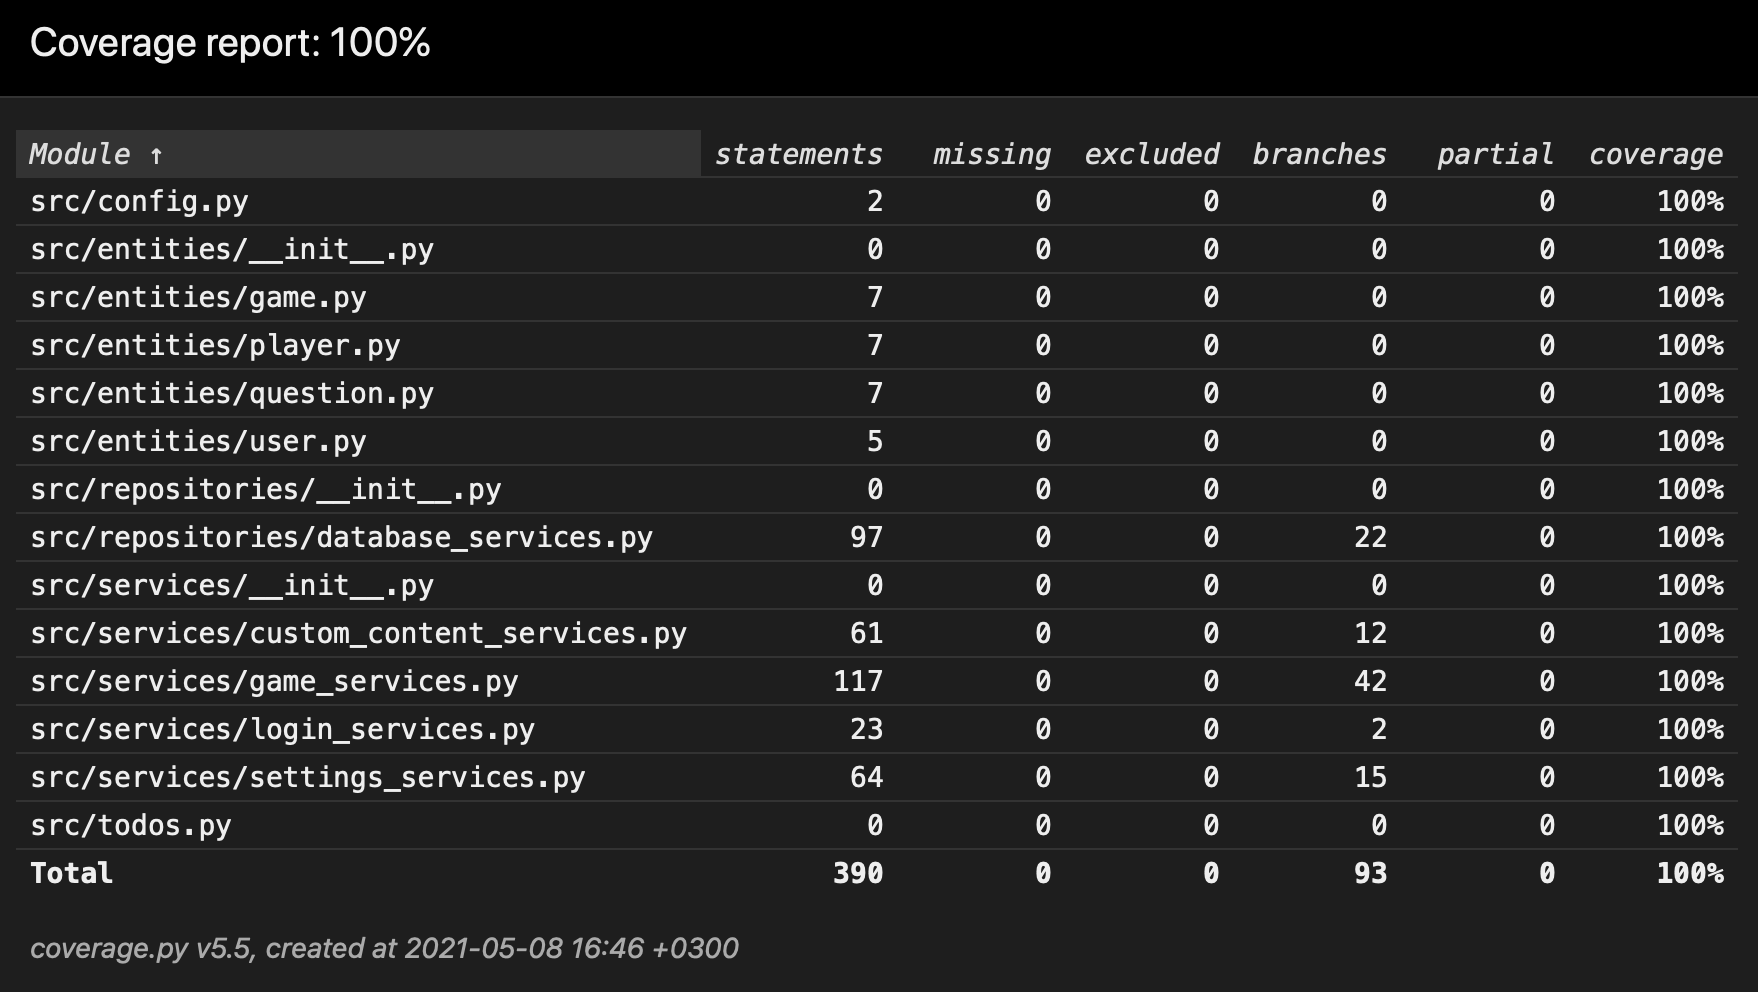 Coverage report: 100%
Module ↑ statements missing excluded branches partial coverage
src/config.py 2 0 0 0 0 100%
src/entities/__init__.py 0 0 0 0 0 100%
src/entities/game.py 7 0 0 0 0 100%
src/entities/player.py 7 0 0 0 0 100%
src/entities/question.py 7 0 0 0 0 100%
src/entities/user.py 5 0 0 0 0 100%
src/repositories/__init__.py 0 0 0 0 0 100%
src/repositories/database_services.py 97 0 0 22 0 100%
src/services/__init__.py 0 0 0 0 0 100%
src/services/custom_content_services.py 61 0 0 12 0 100%
src/services/game_services.py 117 0 0 42 0 100%
src/services/login_services.py 23 0 0 2 0 100%
src/services/settings_services.py 64 0 0 15 0 100%
src/todos.py 0 0 0 0 0 100%
Total 390 0 0 93 0 100%
coverage.py v5.5, created at 2021-05-08 16:46 +0300